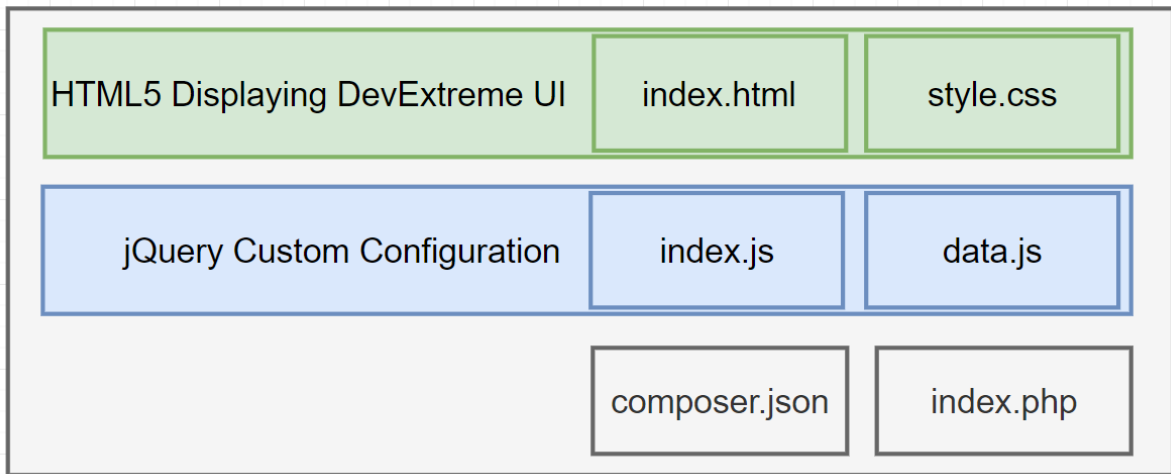 HTML5 Displaying DevExtreme UI
index.html
style.css
jQuery Custom Configuration
index.js
data.js
composer.json
index.php